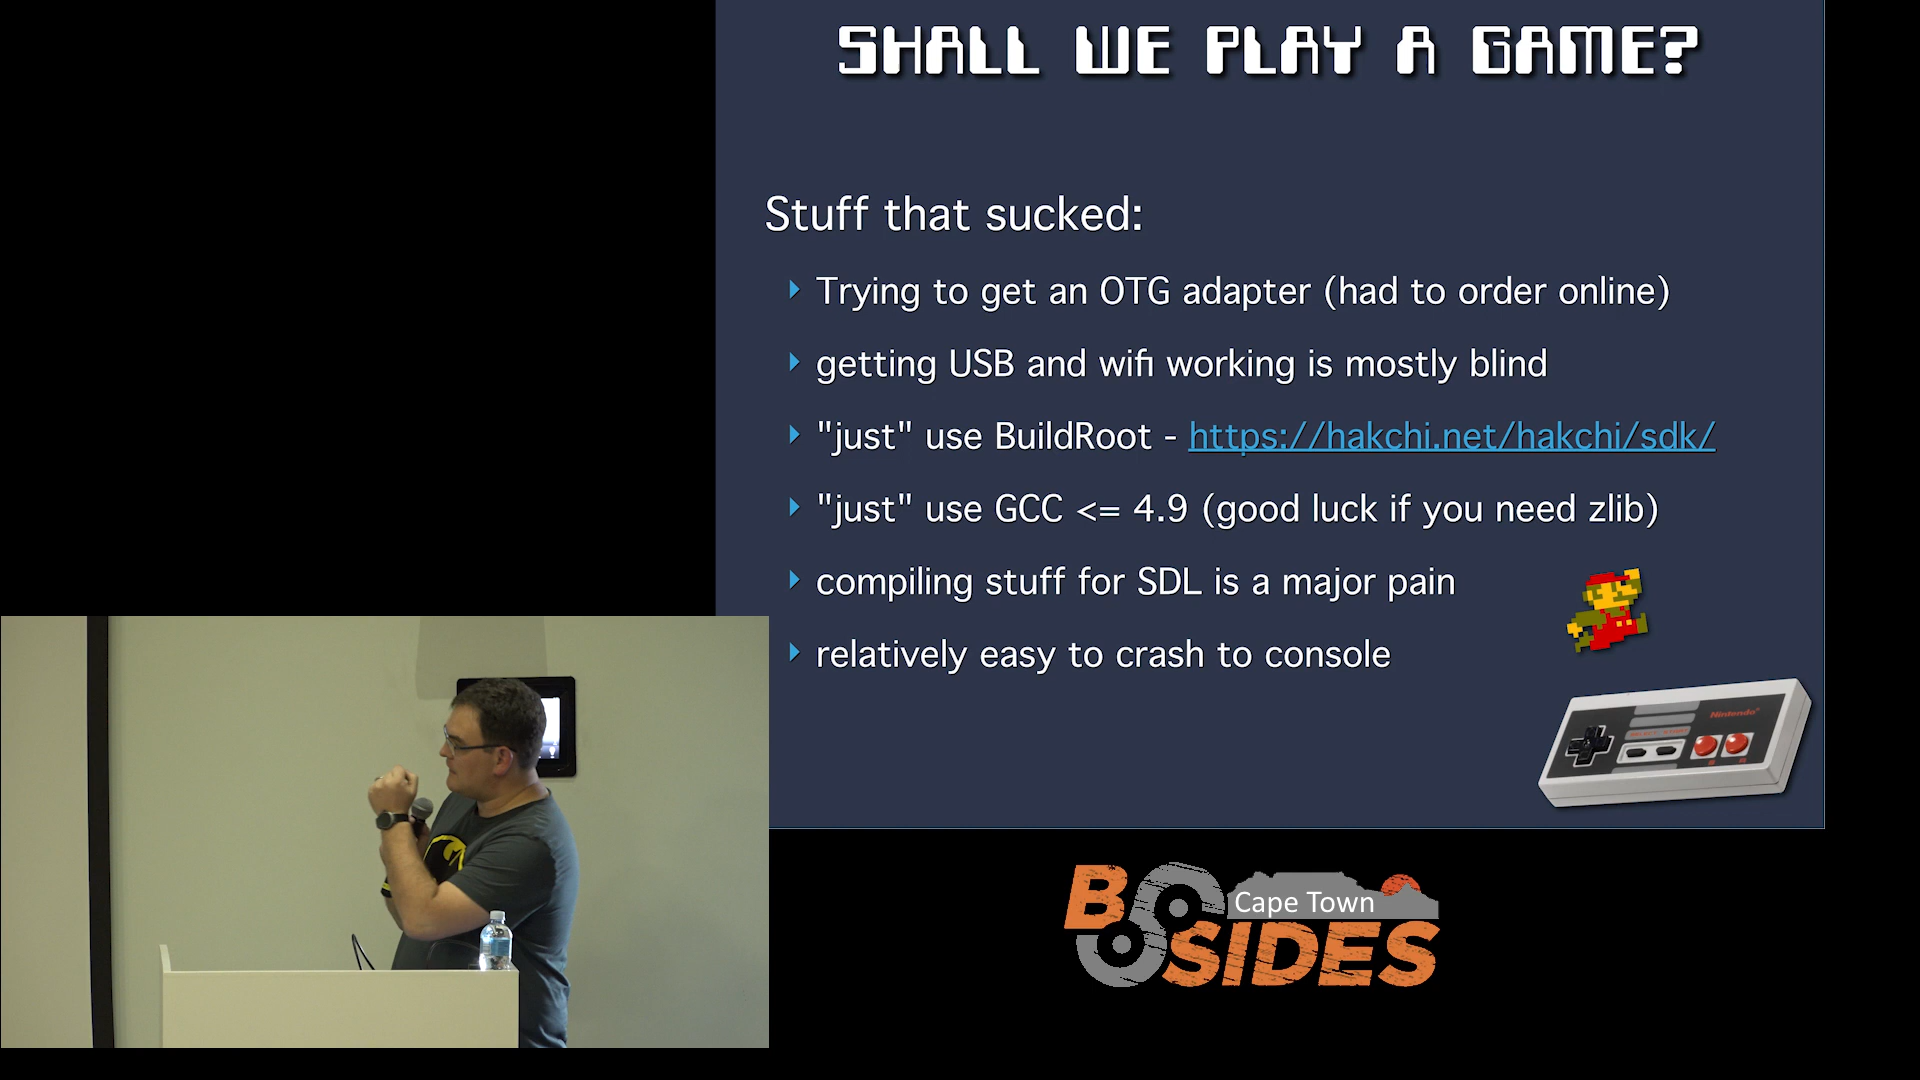 SHALL WE PLAY A GAME?
Stuff that sucked:
Trying to get an OTG adapter (had to order online)
getting USB and wifi working is mostly blind
"just" use BuildRoot - https://hakchi.net/hakchi/sdk/
"just" use GCC <= 4.9 (good luck if you need zlib)
compiling stuff for SDL is a major pain
relatively easy to crash to console
Nintendo
SELECT START
B A
B
Cape Town
SIDES